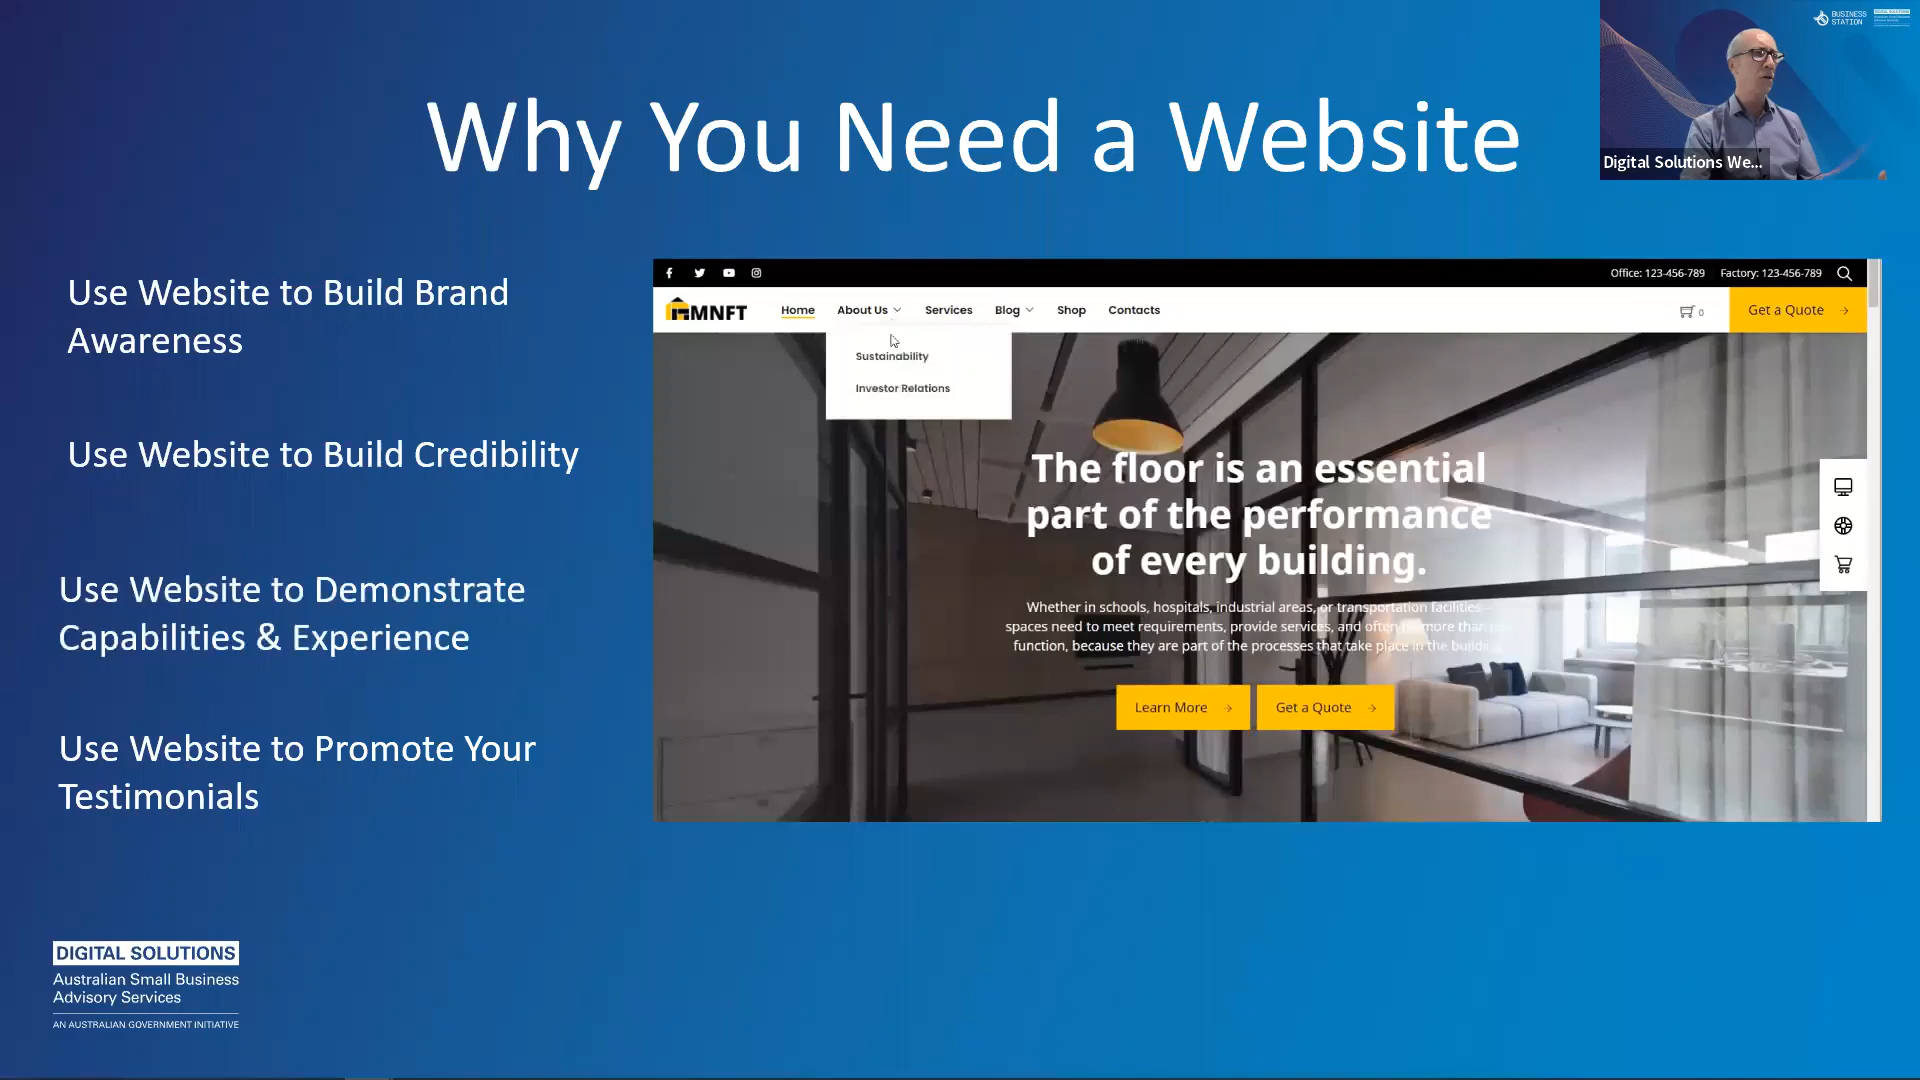 BUSINESS
STATION
Why You Need a Website
Digital Solutions We...
Use Website to Build Brand
Awareness
Use Website to Build Credibility
Use Website to Demonstrate
Capabilities & Experience
Use Website to Promote Your
Testimonials
Office: 123-456-789 Factory: 123-456-789
MNFT Home About Us Services Blog Shop Contacts 0 Get a Quote
Sustainability
Investor Relations
The floor is an essential
part of the performance
of every building.
Whether in schools, hospitals, industrial areas, or transportation facilities
spaces need to meet requirements, provide services, and often more than
function, because they are part of the processes that take place in the
Learn More Get a Quote
DIGITAL SOLUTIONS
Australian Small Business
Advisory Services
AN AUSTRALIAN GOVERNMENT INITIATIVE